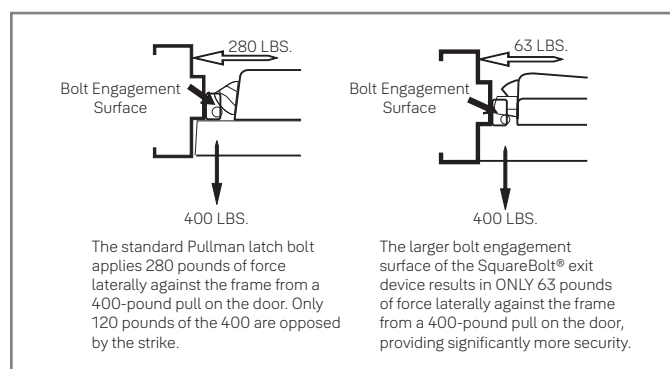 280 LBS.
Bolt Engagement
Surface
400 LBS.
The standard Pullman latch bolt
applies 280 pounds of force
laterally against the frame from a
400-pound pull on the door. Only
120 pounds of the 400 are opposed
by the strike.
63 LBS.
Bolt Engagement
Surface
400 LBS.
The larger bolt engagement
surface of the SquareBolt® exit
device results in ONLY 63 pounds
of force laterally against the frame
from a 400-pound pull on the door,
providing significantly more security.